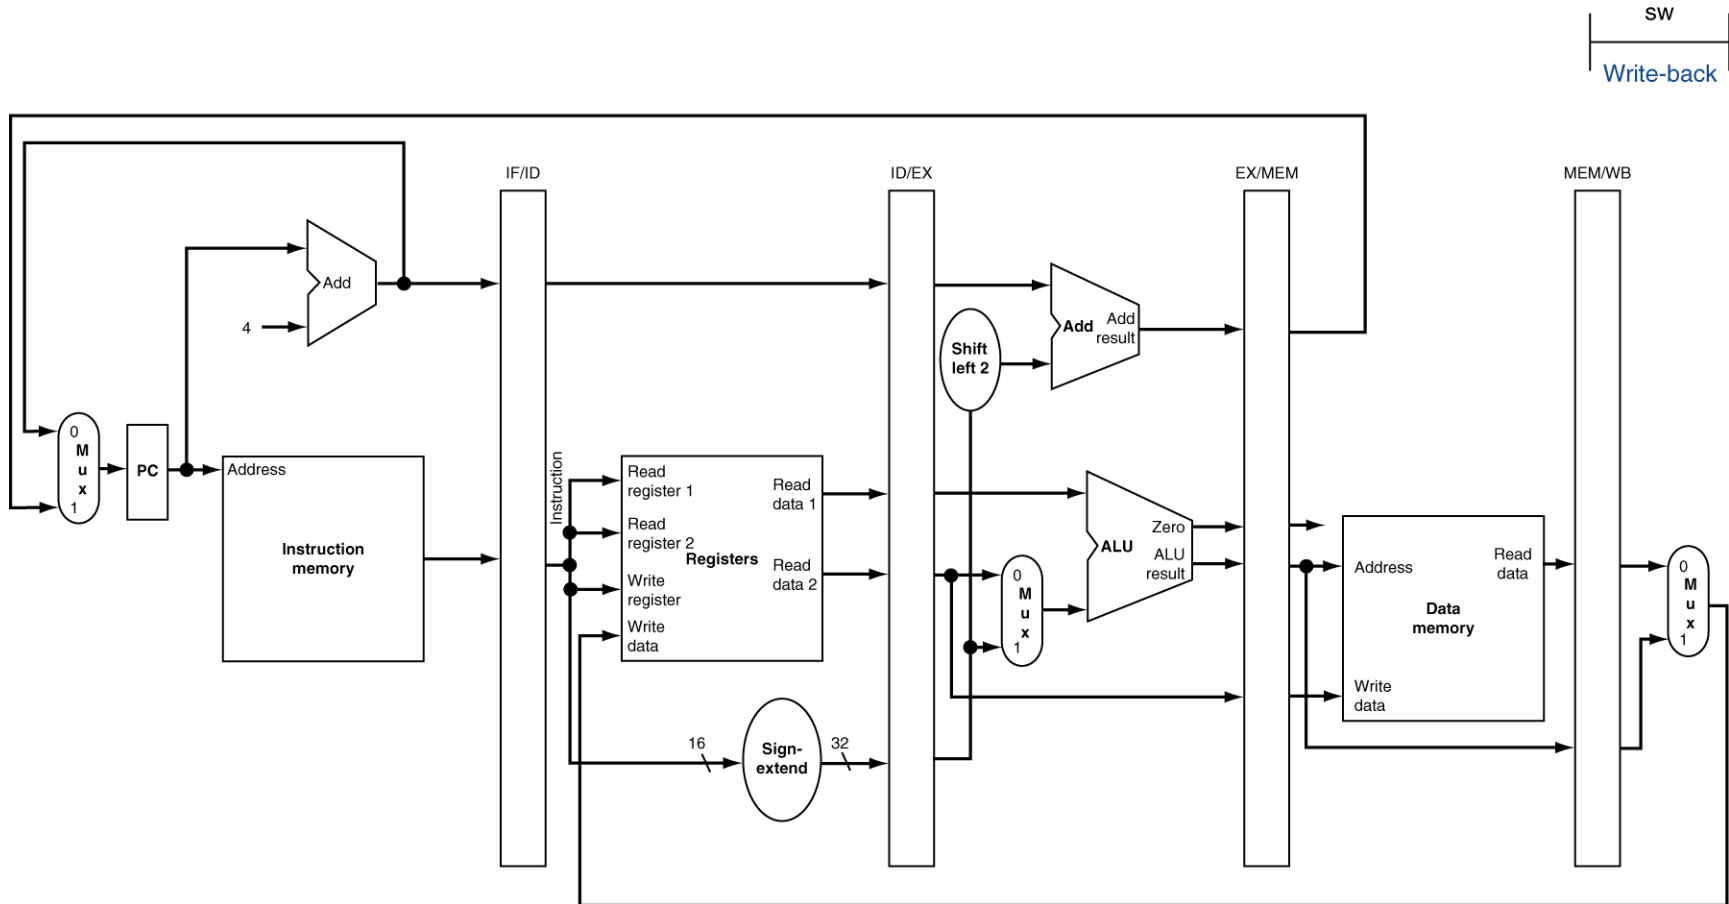 SW
Write-back
IF/ID
ID/EX
EX/MEM
MEM/WB
Add
4
Add
Add
result
Shift
left 2
0
M
u
x
1
PC
Address
Instruction
memory
Instruction
Read
register 1
Read
register 2
Write
register
Write
data
Registers
Read
data 1
Read
data 2
16
Sign-
extend
32
0
M
u
x
1
ALU
Zero
ALU
result
Address
Read
data
Data
memory
Write
data
0
M
u
x
1